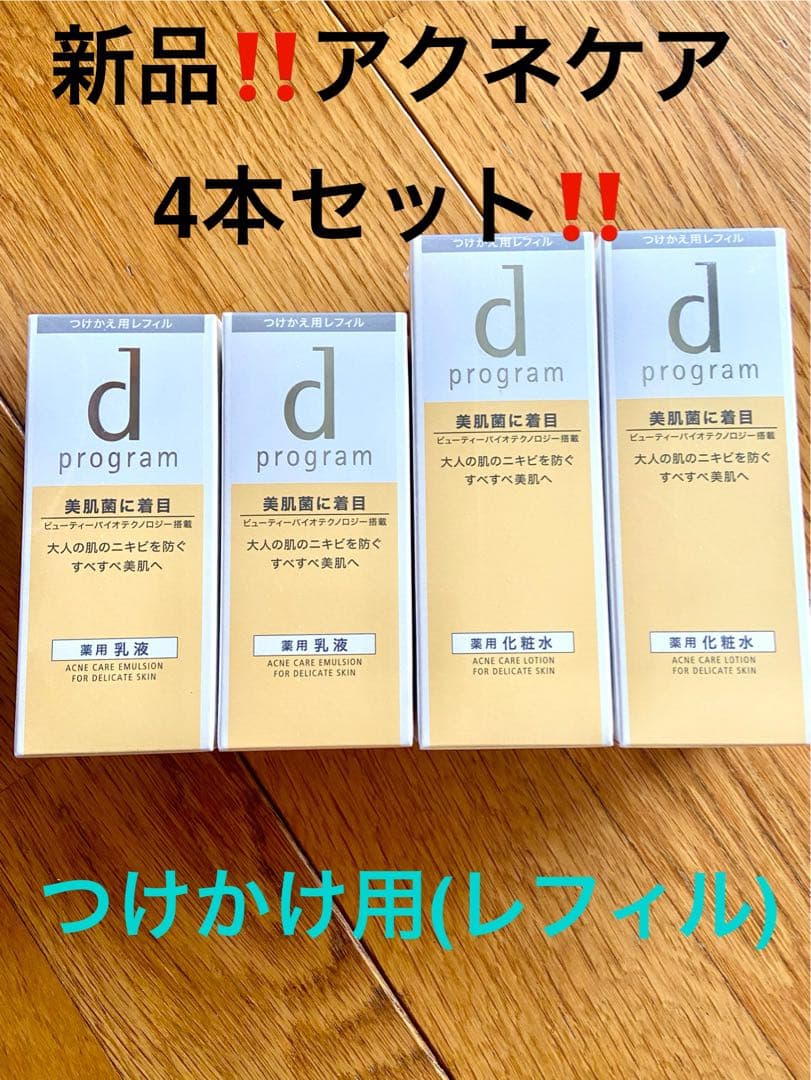 新品‼️アクネケア
4本セット‼️
つけかえ用レフィル
d
program
美肌菌に着目
ビューティーバイオテクノロジー搭載
大人の肌のニキビを防ぐ
すべすべ美肌へ
薬用 乳液
ACNE CARE EMULSION
FOR DELICATE SKIN
つけかえ用レフィル
d
program
美肌菌に着目
ビューティーバイオテクノロジー搭載
大人の肌のニキビを防ぐ
すべすべ美肌へ
薬用 乳液
ACNE CARE EMULSION
FOR DELICATE SKIN
つけかえ用レフィル
d
program
美肌菌に着目
ビューティーバイオテクノロジー搭載
大人の肌のニキビを防ぐ
すべすべ美肌へ
薬用 化粧水
ACNE CARE LOTION
FOR DELICATE SKIN
つけかえ用レフィル
d
program
美肌菌に着目
ビューティーバイオテクノロジー搭載
大人の肌のニキビを防ぐ
すべすべ美肌へ
薬用 化粧水
ACNE CARE LOTION
FOR DELICATE SKIN
つけかけ用(レフィル)